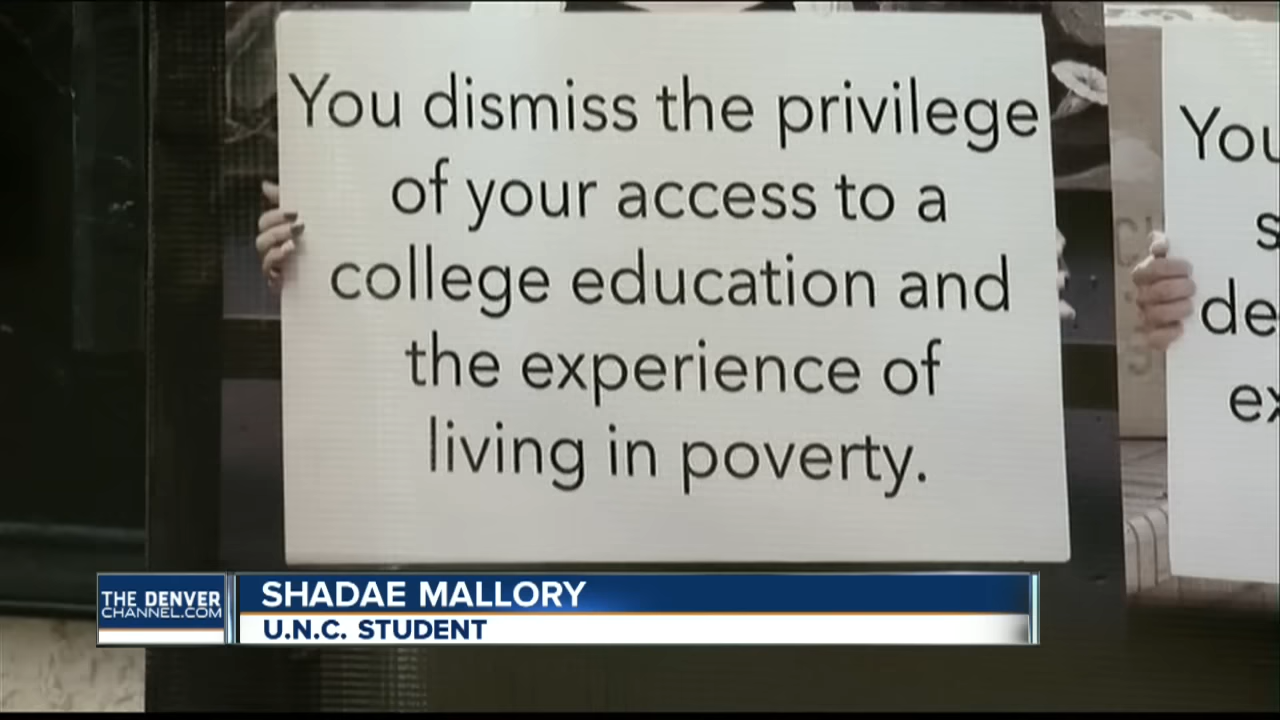 You dismiss the privilege
of your access to a
college education and
the experience of
living in poverty.
You
s
de
ex
THE DENVER
CHANNEL.COM
SHADAE MALLORY
U.N.C. STUDENT